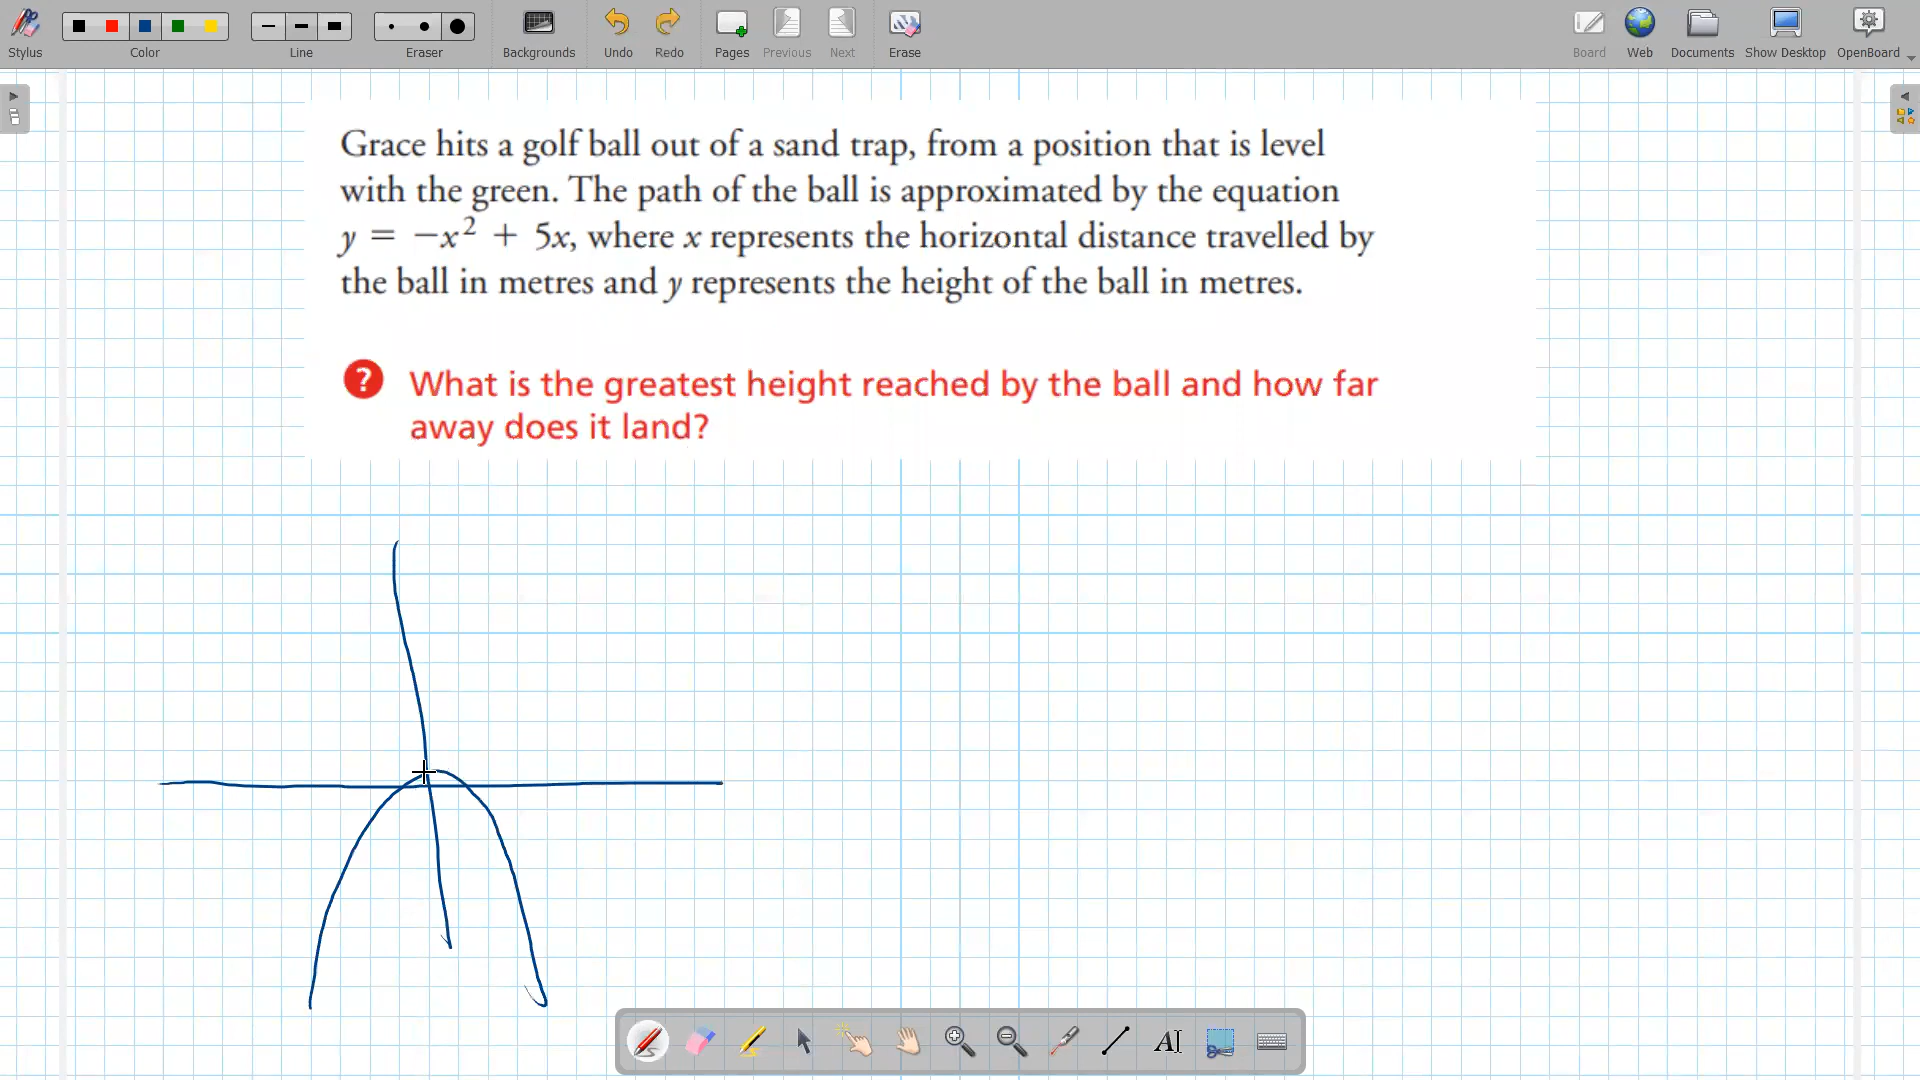 Stylus Color Line Eraser Backgrounds Undo Redo Pages Previous Next Erase Board Web Documents Show Desktop OpenBoard
Grace hits a golf ball out of a sand trap, from a position that is level
with the green. The path of the ball is approximated by the equation
y = −x² + 5x, where x represents the horizontal distance travelled by
the ball in metres and y represents the height of the ball in metres.
? What is the greatest height reached by the ball and how far
away does it land?
A